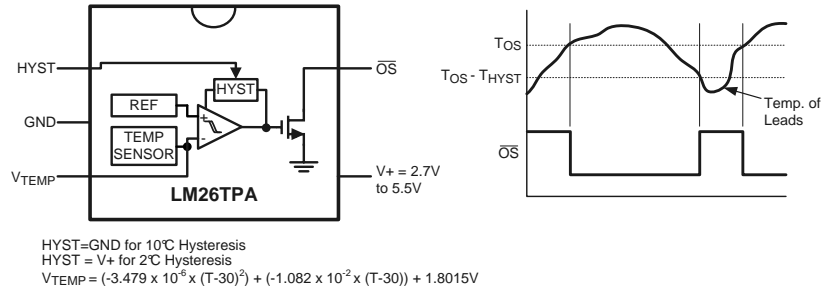 HYST
GND
VTEMP
REF
TEMP
SENSOR
HYST
+
-
LM26TPA
OS
V+ = 2.7V
to 5.5V
TOS
TOS - THYST
Temp. of
Leads
OS
HYST=GND for 10°C Hysteresis
HYST = V+ for 2°C Hysteresis
VTEMP = (-3.479 x 10⁻⁶ x (T-30)²) + (-1.082 x 10⁻² x (T-30)) + 1.8015V